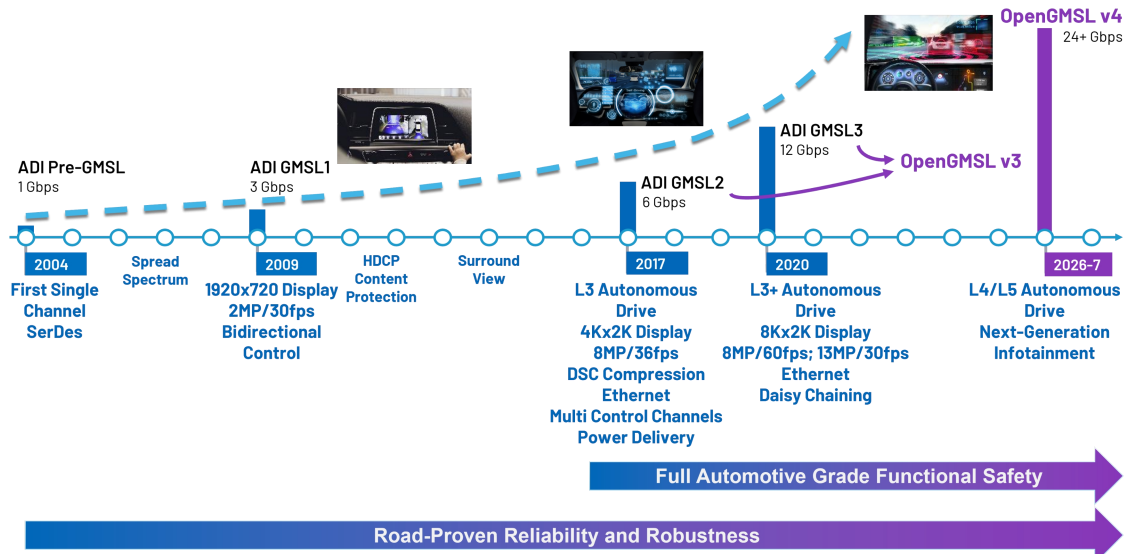 OpenGMSL v4
24+ Gbps
ADI GMSL3
12 Gbps
OpenGMSL v3
ADI Pre-GMSL
1 Gbps
ADI GMSL1
3 Gbps
ADI GMSL2
6 Gbps
2004
First Single
Channel
SerDes
Spread
Spectrum
2009
1920x720 Display
2MP/30fps
Bidirectional
Control
HDCP
Content
Protection
Surround
View
2017
L3 Autonomous
Drive
4Kx2K Display
8MP/36fps
DSC Compression
Ethernet
Multi Control Channels
Power Delivery
2020
L3+ Autonomous
Drive
8Kx2K Display
8MP/60fps; 13MP/30fps
Ethernet
Daisy Chaining
2026-7
L4/L5 Autonomous
Drive
Next-Generation
Infotainment
Full Automotive Grade Functional Safety
Road-Proven Reliability and Robustness